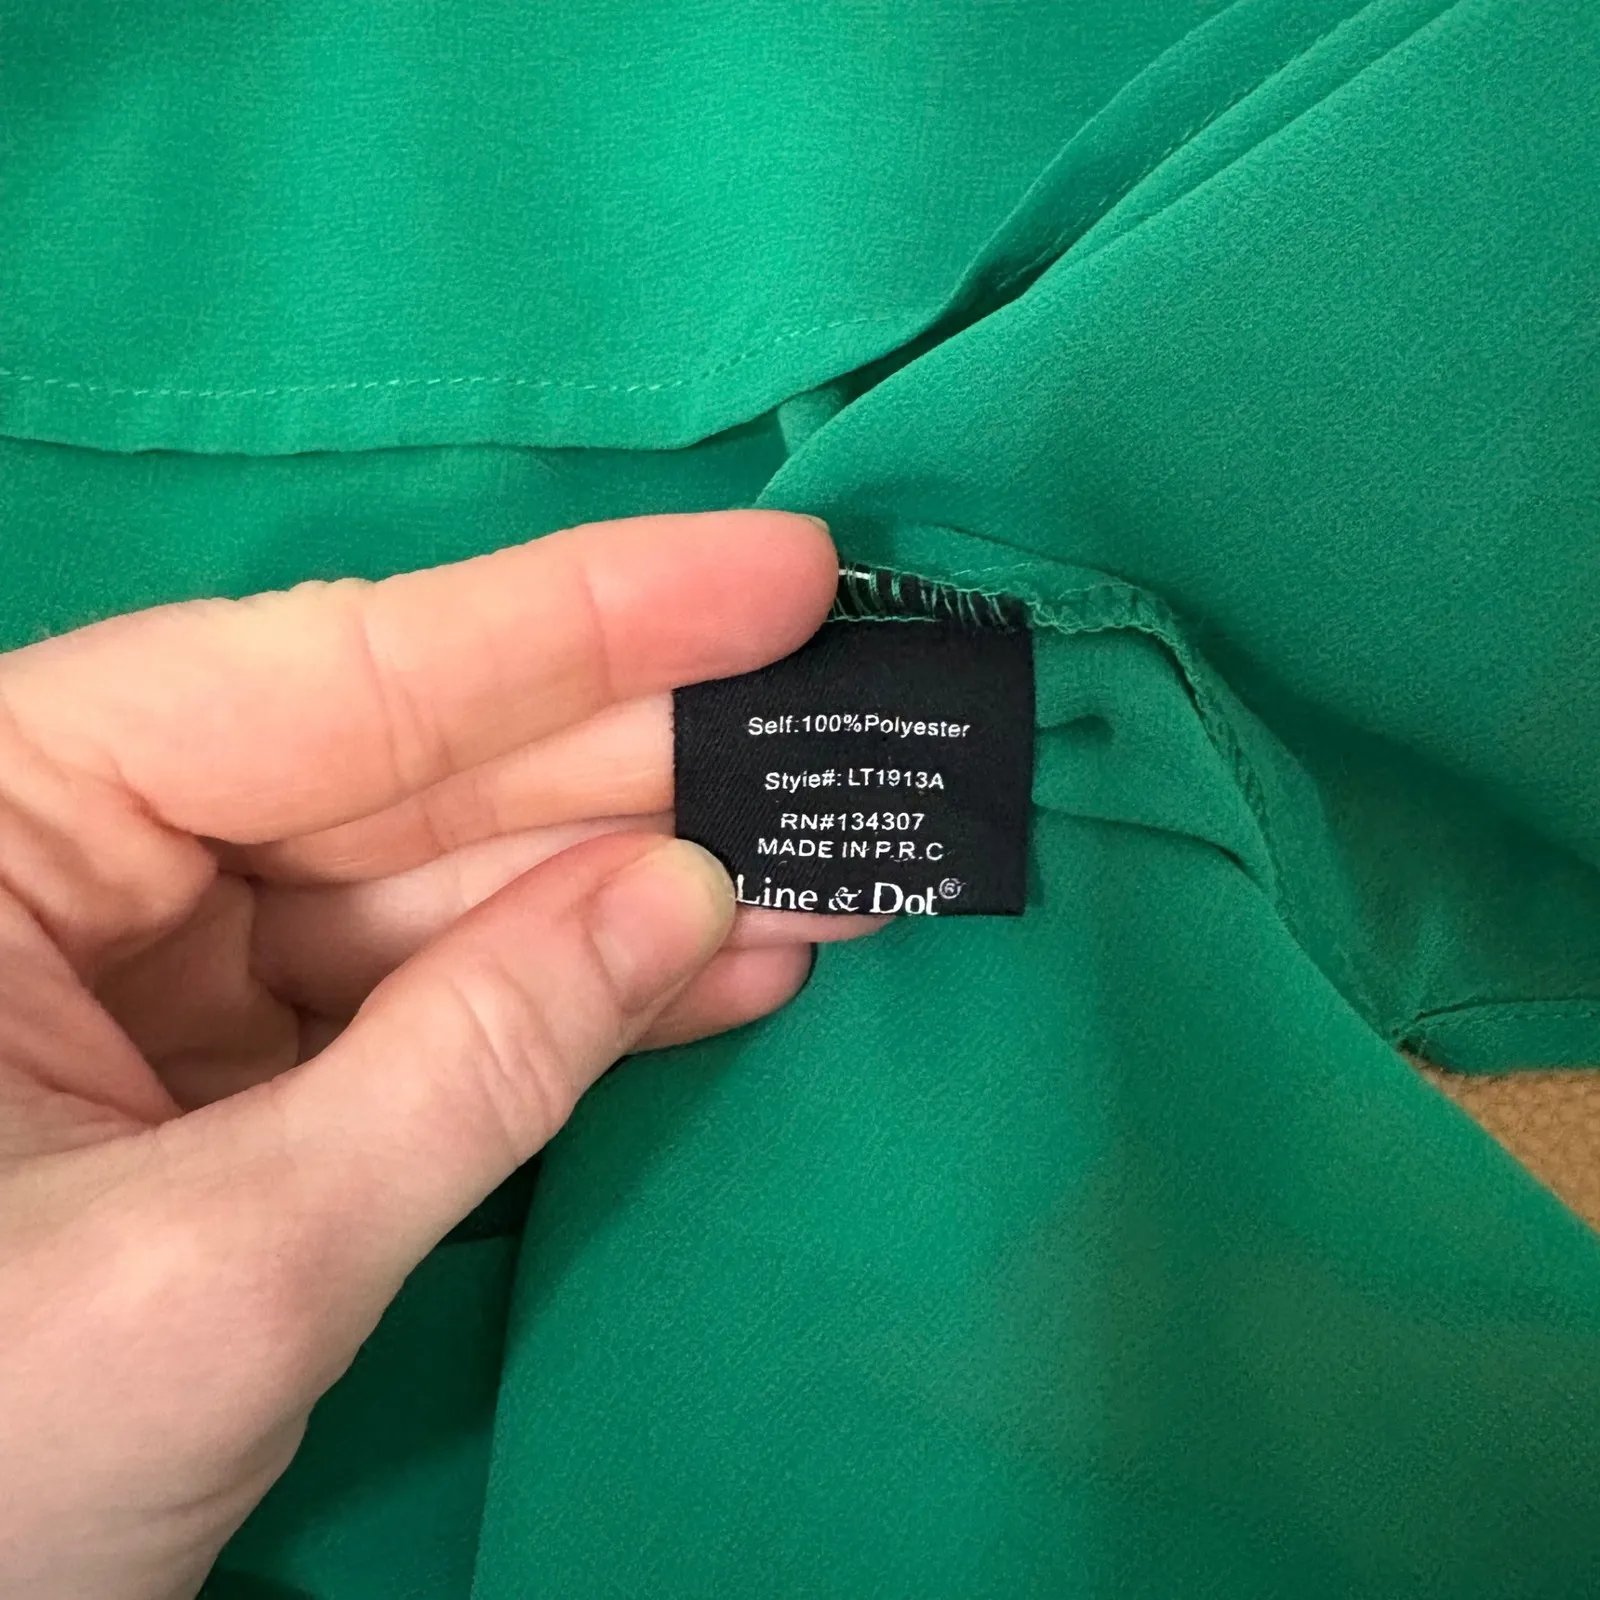 Self:100%Polyester
Style#: LT1913A
RN#134307
MADE IN P.R.C
Line & Dot®